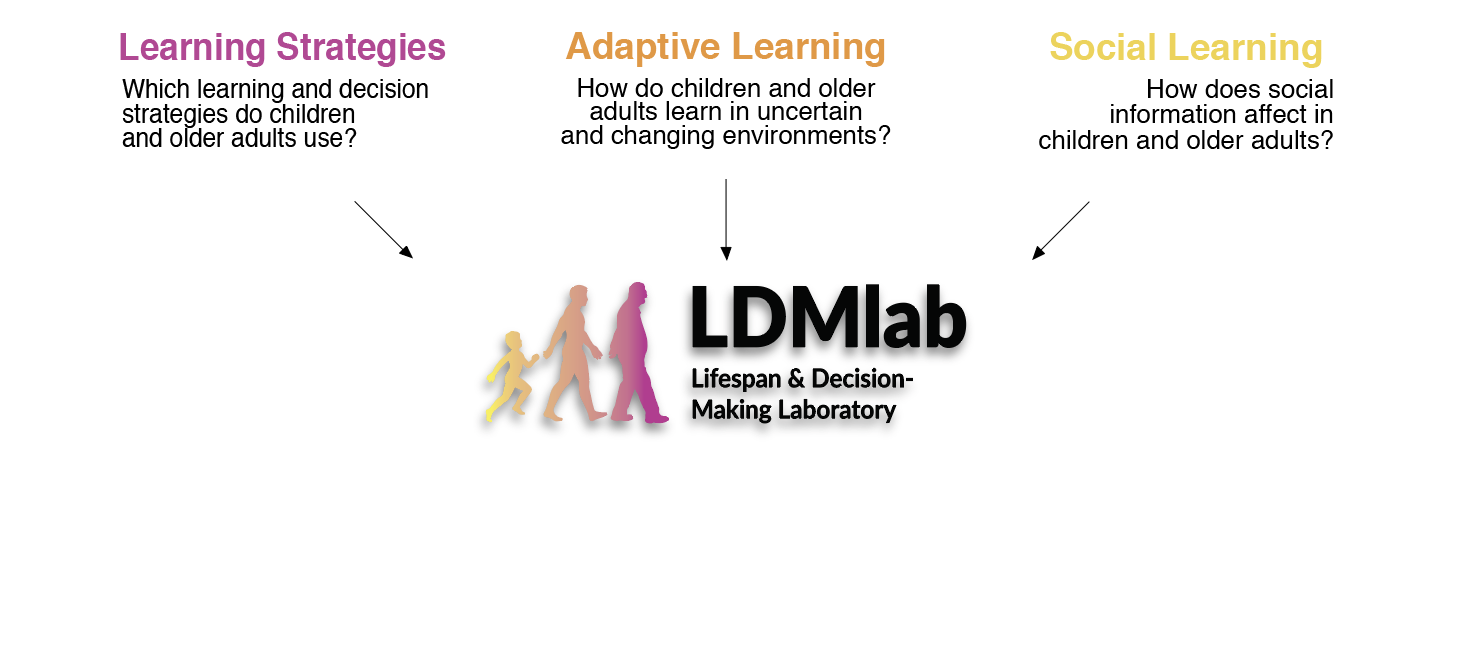 Learning Strategies
Which learning and decision
strategies do children
and older adults use?
Adaptive Learning
How do children and older
adults learn in uncertain
and changing environments?
Social Learning
How does social
information affect in
children and older adults?
LDMlab
Lifespan & Decision-
Making Laboratory